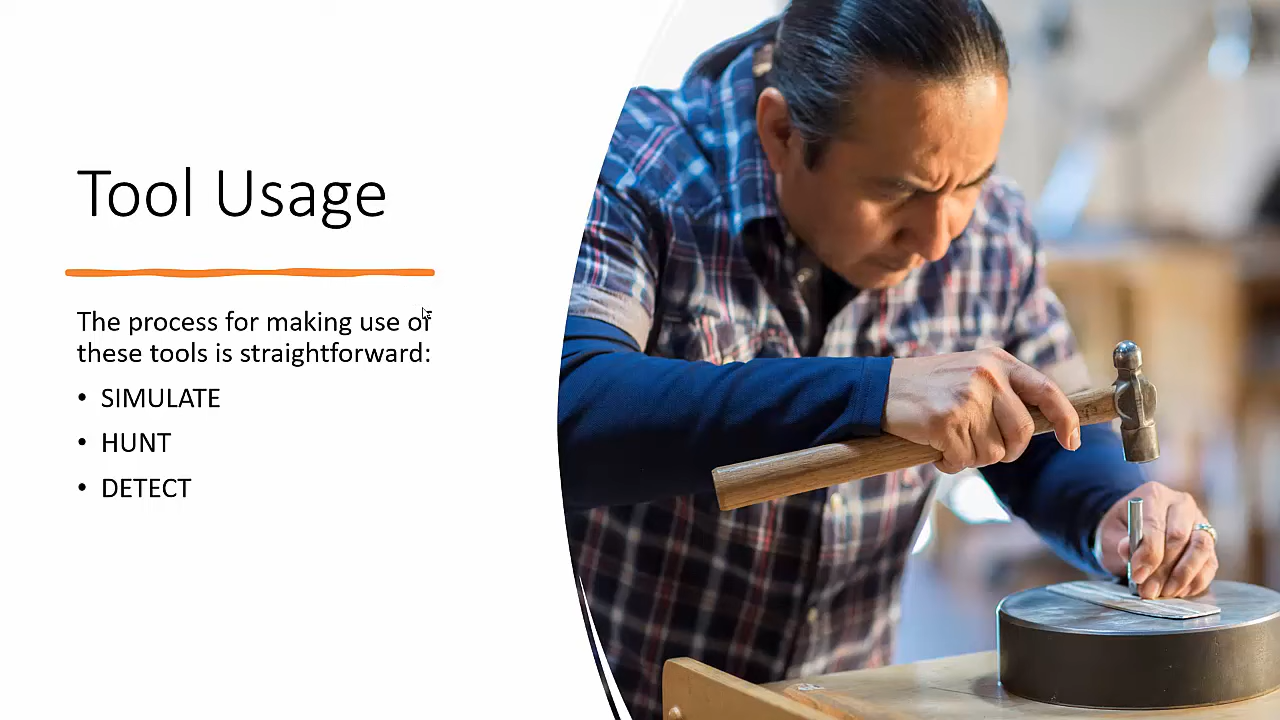 Tool Usage
The process for making use of
these tools is straightforward:
• SIMULATE
• HUNT
• DETECT